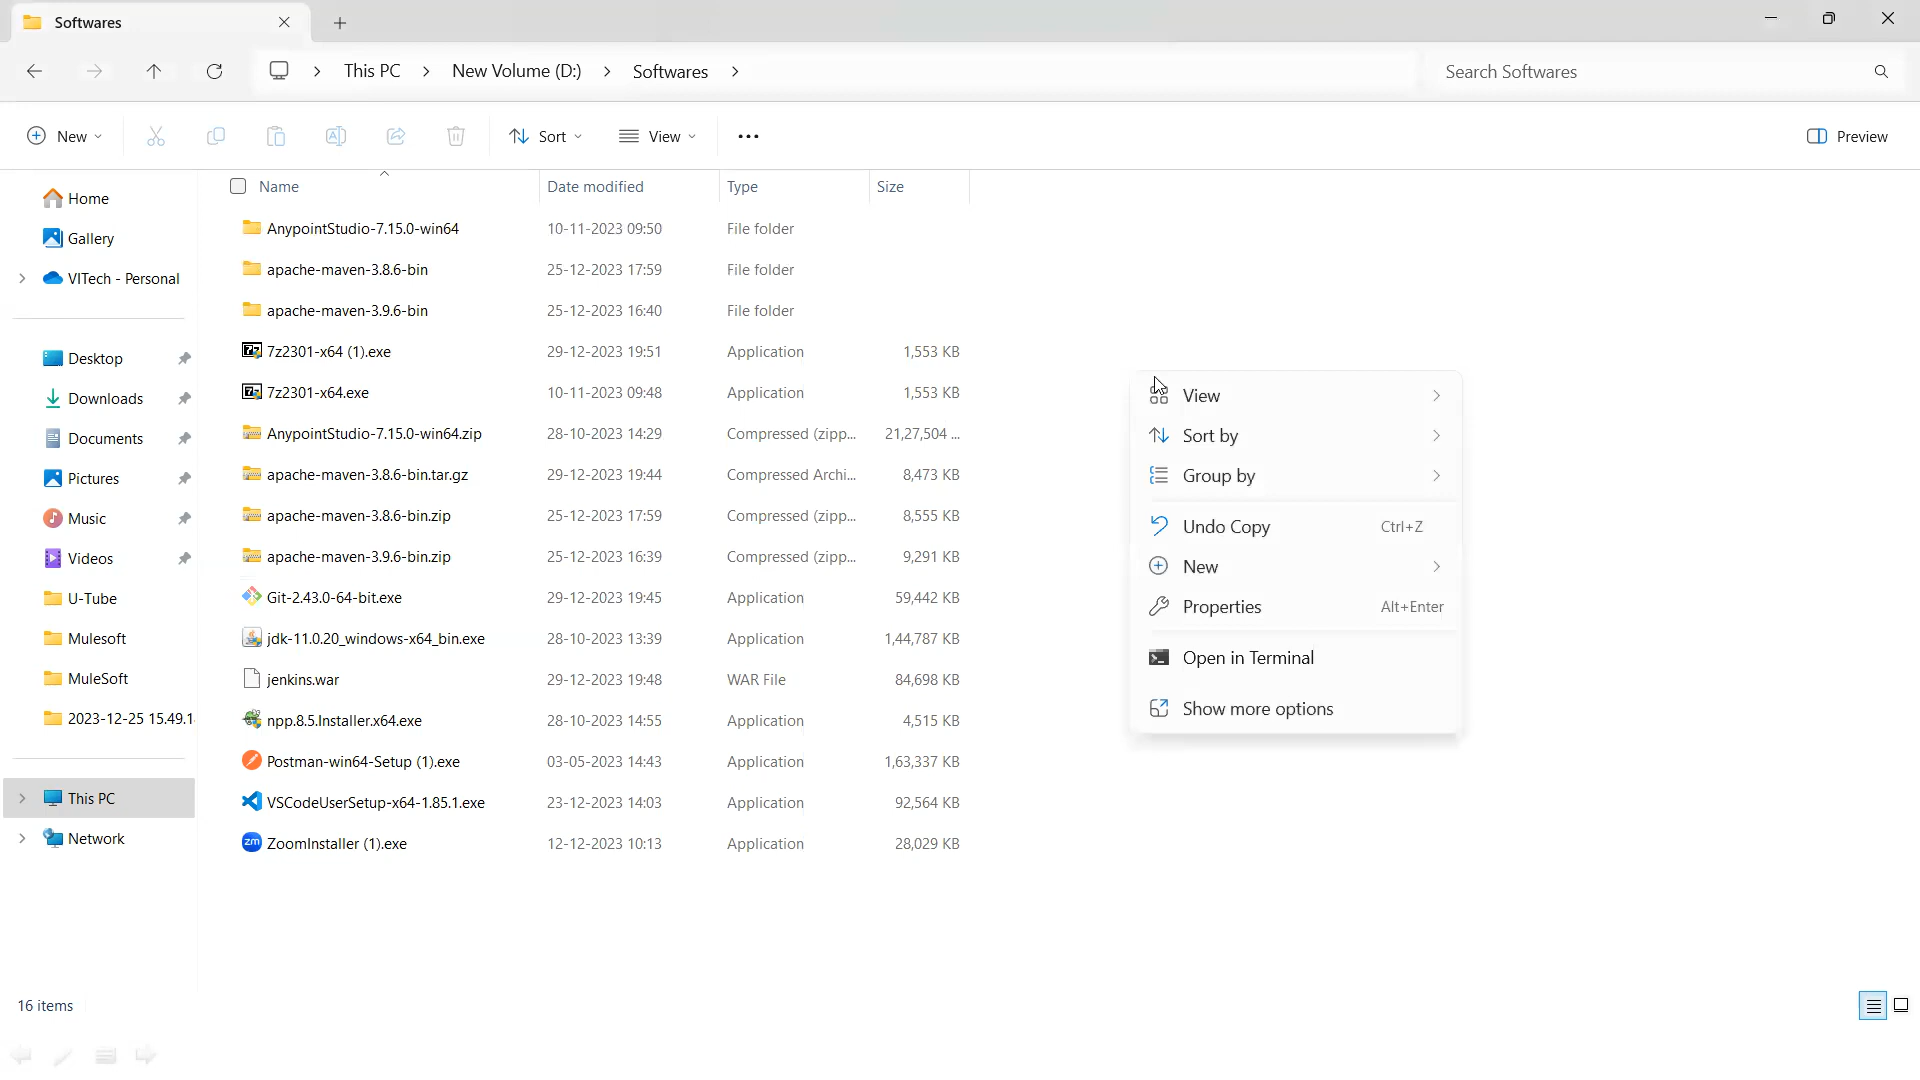 Softwares
This PC New Volume (D:) Softwares
Search Softwares
New
Sort
View
Preview
Home
Gallery
VITech - Personal
Desktop
Downloads
Documents
Pictures
Music
Videos
U-Tube
Mulesoft
MuleSoft
2023-12-25 15.49.1
This PC
Network
Name Date modified Type Size
AnypointStudio-7.15.0-win64 10-11-2023 09:50 File folder
apache-maven-3.8.6-bin 25-12-2023 17:59 File folder
apache-maven-3.9.6-bin 25-12-2023 16:40 File folder
7z2301-x64 (1).exe 29-12-2023 19:51 Application 1,553 KB
7z2301-x64.exe 10-11-2023 09:48 Application 1,553 KB
AnypointStudio-7.15.0-win64.zip 28-10-2023 14:29 Compressed (zipp... 21,27,504 ...
apache-maven-3.8.6-bin.tar.gz 29-12-2023 19:44 Compressed Archi... 8,473 KB
apache-maven-3.8.6-bin.zip 25-12-2023 17:59 Compressed (zipp... 8,555 KB
apache-maven-3.9.6-bin.zip 25-12-2023 16:39 Compressed (zipp... 9,291 KB
Git-2.43.0-64-bit.exe 29-12-2023 19:45 Application 59,442 KB
jdk-11.0.20_windows-x64_bin.exe 28-10-2023 13:39 Application 1,44,787 KB
jenkins.war 29-12-2023 19:48 WAR File 84,698 KB
npp.8.5.Installer.x64.exe 28-10-2023 14:55 Application 4,515 KB
Postman-win64-Setup (1).exe 03-05-2023 14:43 Application 1,63,337 KB
VSCodeUserSetup-x64-1.85.1.exe 23-12-2023 14:03 Application 92,564 KB
zm ZoomInstaller (1).exe 12-12-2023 10:13 Application 28,029 KB
View
Sort by
Group by
Undo Copy Ctrl+Z
New
Properties Alt+Enter
Open in Terminal
Show more options
16 items